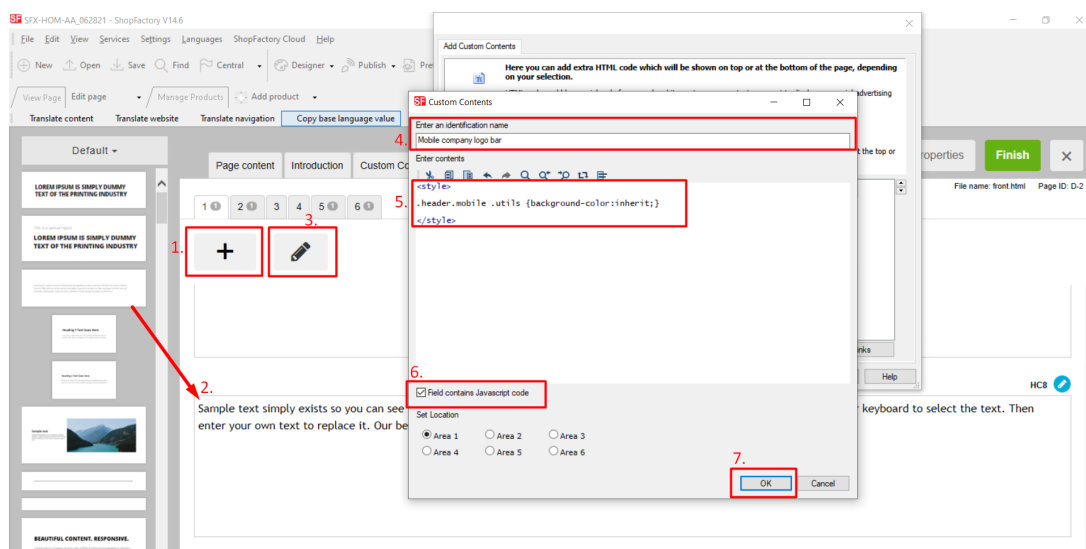 SF SFX-HOM-AA_062821 - ShopFactory V14.6
File Edit View Services Settings Languages ShopFactory Cloud Help
New Open Save Find Central Designer Publish Pre
View Page Edit page Manage Products Add product
Translate content Translate website Translate navigation Copy base language value
Default
LOREM IPSUM IS SIMPLY DUMMY
TEXT OF THE PRINTING INDUSTRY
LOREM IPSUM IS SIMPLY DUMMY
TEXT OF THE PRINTING INDUSTRY
BEAUTIFUL CONTENT. RESPONSIVE.
Page content Introduction Custom Co
1 2 3 4 5 6
1.
3.
2.
Sample text simply exists so you can see
enter your own text to replace it. Our be
keyboard to select the text. Then
Add Custom Contents
Here you can add extra HTML code which will be shown on top or at the bottom of the page, depending
on your selection.
advertising
t the top or
inks
Help
SF Custom Contents
Enter an identification name
4.
Mobile company logo bar
Enter contents
5.
<style>
.header.mobile .utils {background-color:inherit;}
</style>
6.
Field contains Javascript code
Set Location
Area 1 Area 2 Area 3
Area 4 Area 5 Area 6
7.
OK Cancel
roperties Finish
File name: front.html Page ID: D-2
HC8